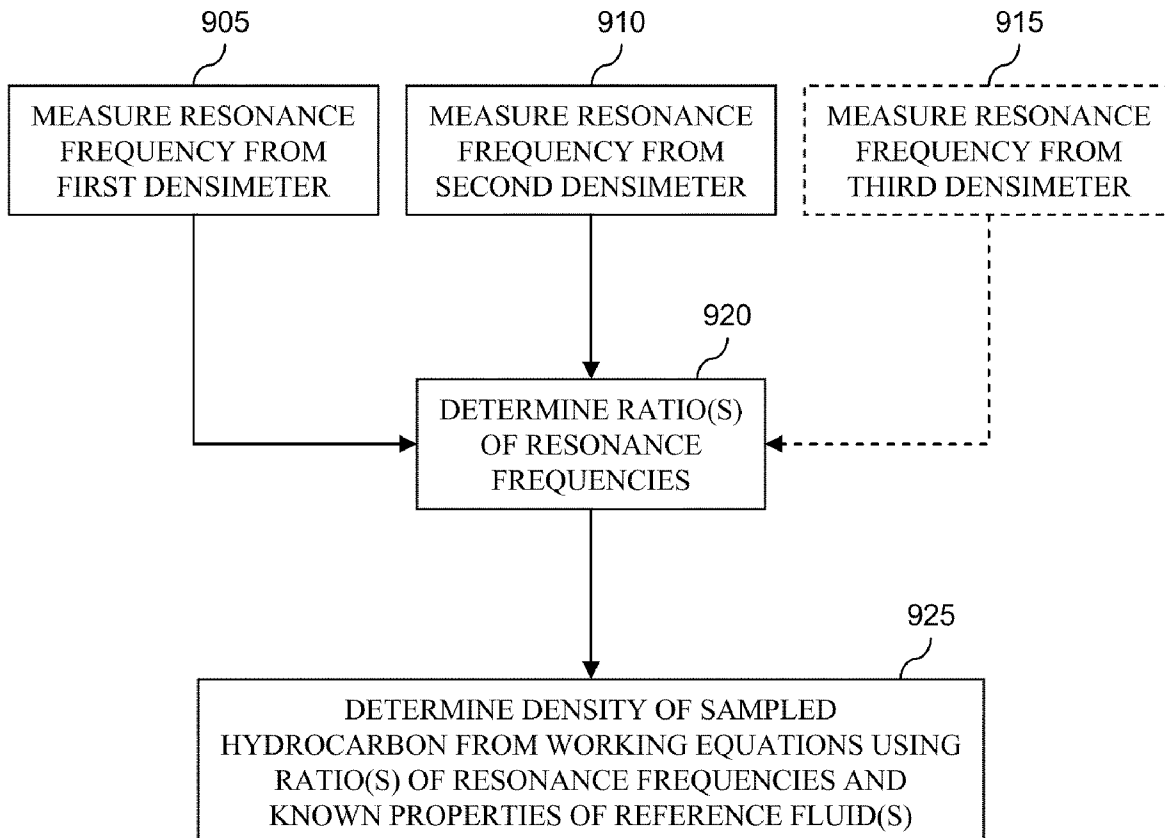 905
910
915
MEASURE RESONANCE
FREQUENCY FROM
FIRST DENSIMETER
MEASURE RESONANCE
FREQUENCY FROM
SECOND DENSIMETER
MEASURE RESONANCE
FREQUENCY FROM
THIRD DENSIMETER
920
DETERMINE RATIO(S)
OF RESONANCE
FREQUENCIES
925
DETERMINE DENSITY OF SAMPLED
HYDROCARBON FROM WORKING EQUATIONS USING
RATIO(S) OF RESONANCE FREQUENCIES AND
KNOWN PROPERTIES OF REFERENCE FLUID(S)